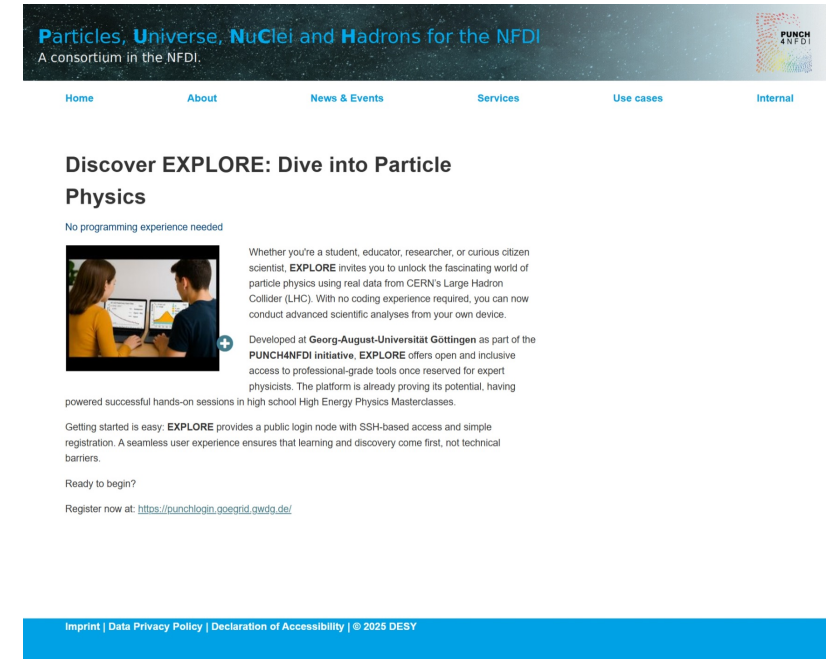 Particles, Universe, NuClei and Hadrons for the NFDI
A consortium in the NFDI.
PUNCH
4NFDI
Home About News & Events Services Use cases Internal
Discover EXPLORE: Dive into Particle
Physics
No programming experience needed
Whether you're a student, educator, researcher, or curious citizen
scientist, EXPLORE invites you to unlock the fascinating world of
particle physics using real data from CERN's Large Hadron
Collider (LHC). With no coding experience required, you can now
conduct advanced scientific analyses from your own device.
Developed at Georg-August-Universität Göttingen as part of the
PUNCH4NFDI initiative, EXPLORE offers open and inclusive
access to professional-grade tools once reserved for expert
physicists. The platform is already proving its potential, having
powered successful hands-on sessions in high school High Energy Physics Masterclasses.
Getting started is easy: EXPLORE provides a public login node with SSH-based access and simple
registration. A seamless user experience ensures that learning and discovery come first, not technical
barriers.
Ready to begin?
Register now at: https://punchlogin.goegrid.gwdg.de/
Imprint | Data Privacy Policy | Declaration of Accessibility | © 2025 DESY